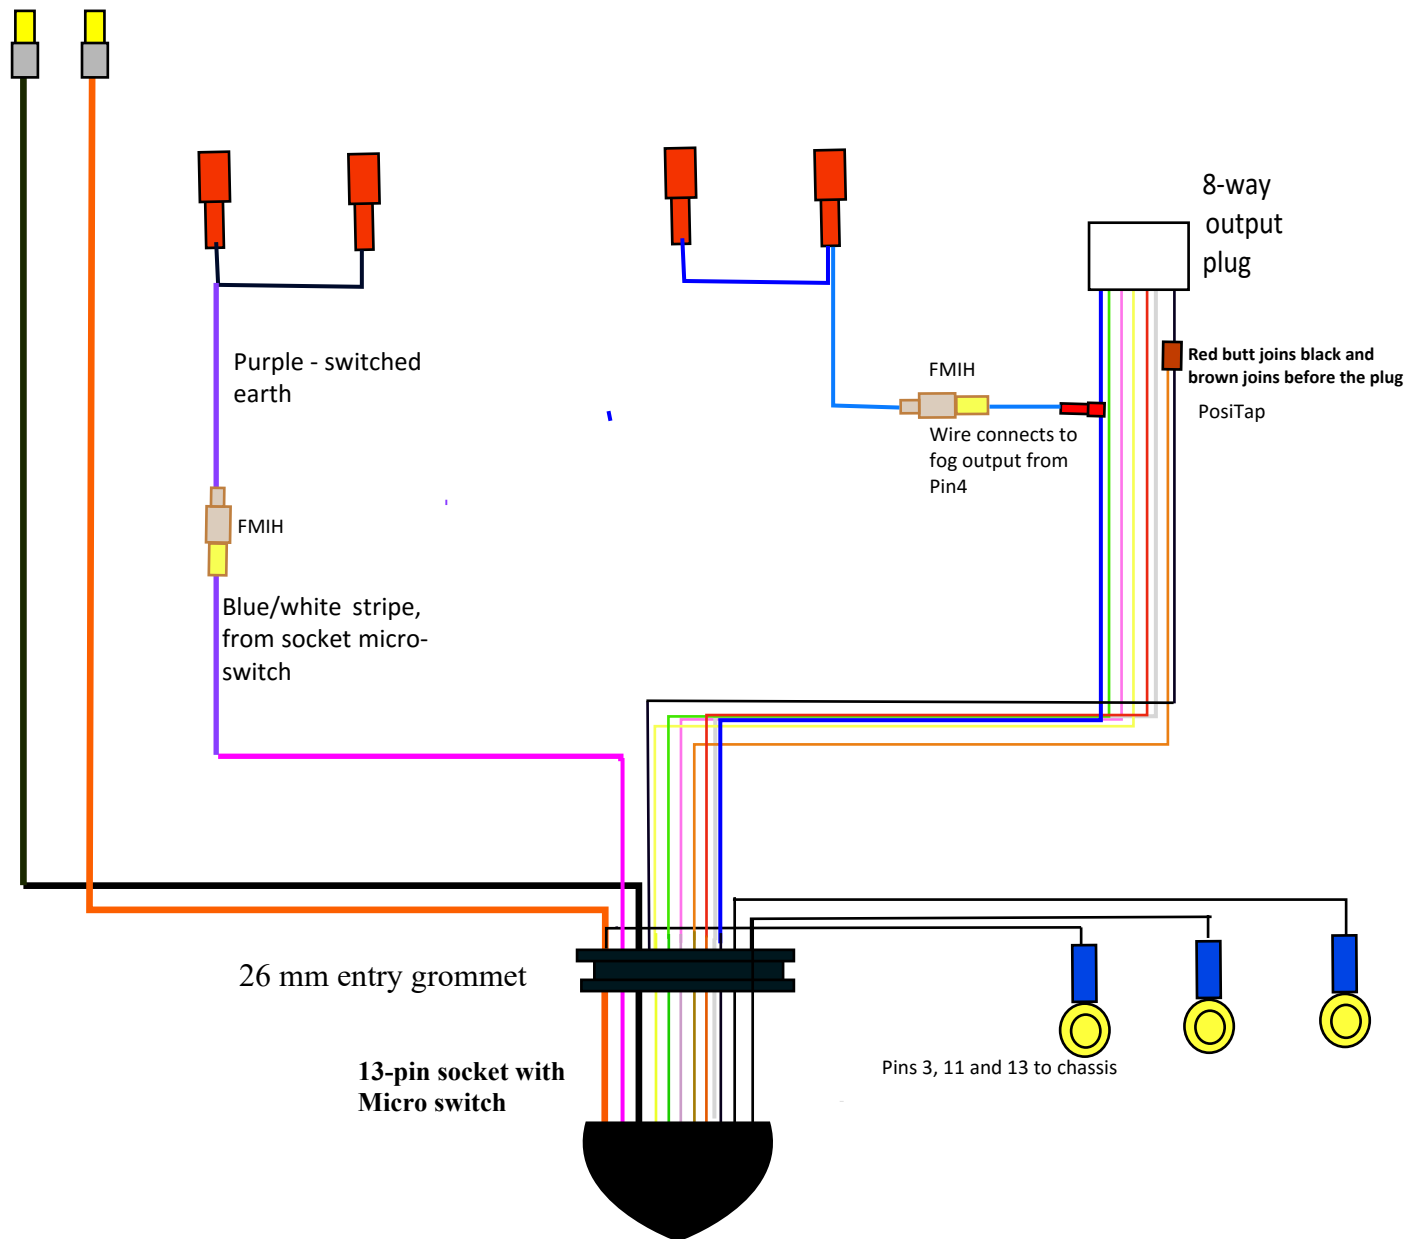 8-way
output
plug
Red butt joins black and
brown joins before the plug
PosiTap
Purple - switched
earth
FMIH
Wire connects to
fog output from
Pin4
FMIH
Blue/white stripe,
from socket micro-
switch
26 mm entry grommet
13-pin socket with
Micro switch
Pins 3, 11 and 13 to chassis